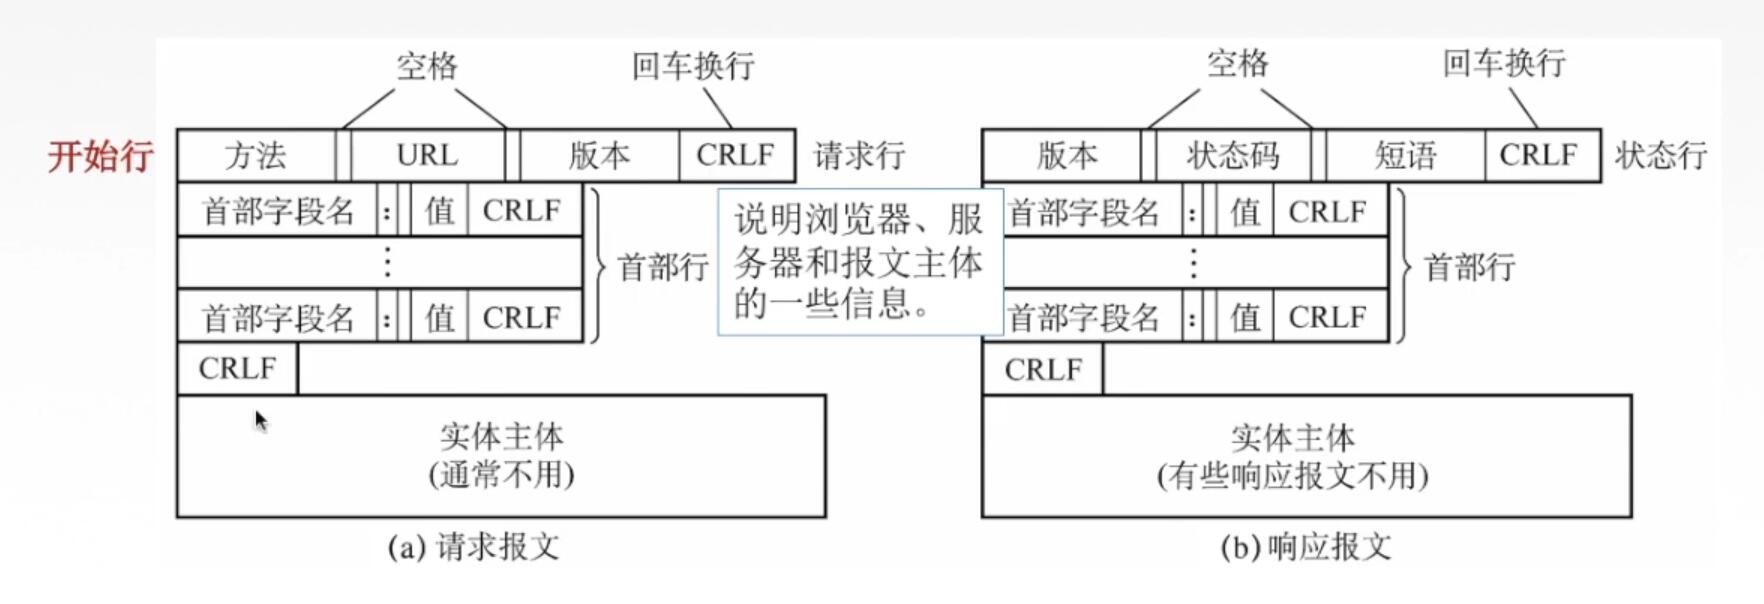 空格 回车换行
开始行 方法 URL 版本 CRLF 请求行
首部字段名 : 值 CRLF
⋮
首部字段名 : 值 CRLF
首部行
CRLF
实体主体
(通常不用)
(a) 请求报文
说明浏览器、服
务器和报文主体
的一些信息。
空格 回车换行
版本 状态码 短语 CRLF 状态行
首部字段名 : 值 CRLF
⋮
首部字段名 : 值 CRLF
首部行
CRLF
实体主体
(有些响应报文不用)
(b) 响应报文